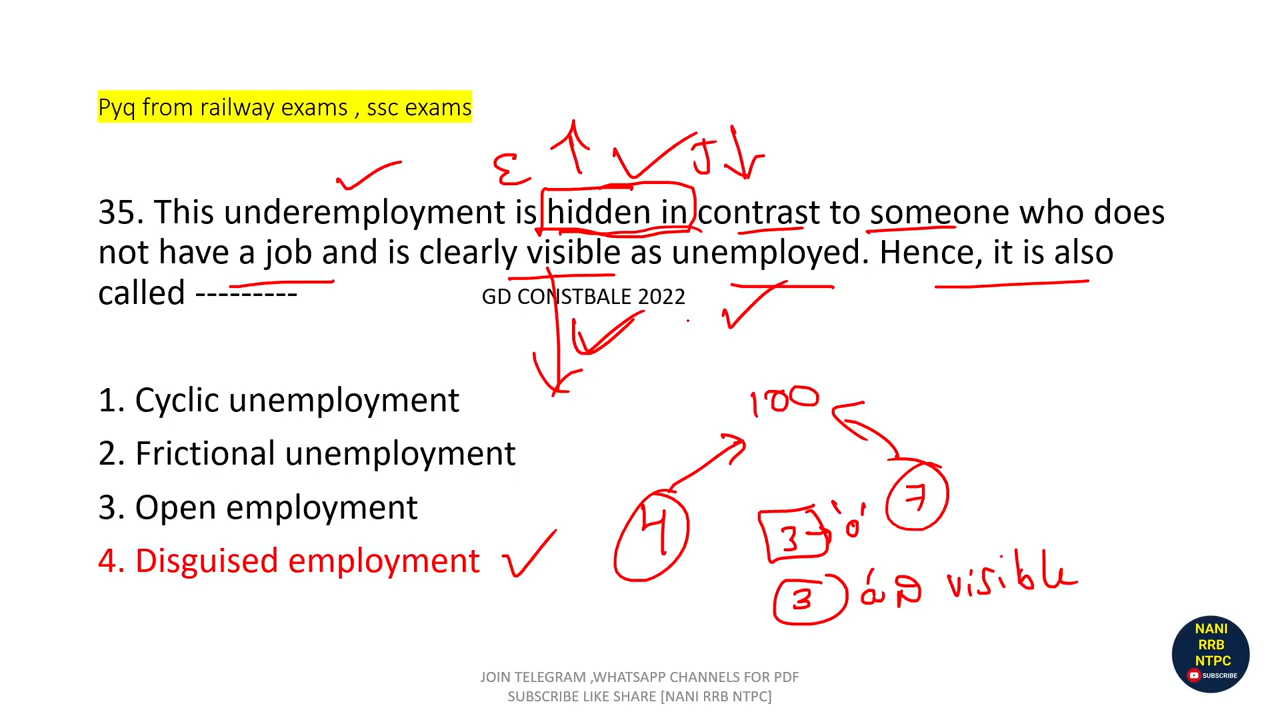 Pyq from railway exams , ssc exams
ε J
35. This underemployment is hidden in contrast to someone who does
not have a job and is clearly visible as unemployed. Hence, it is also
called ---------
GD CONSTBALE 2022
1. Cyclic unemployment
2. Frictional unemployment
3. Open employment
4. Disguised employment
100
4
7
3 → '0'
3 visible
NANI
RRB
NTPC
SUBSCRIBE
JOIN TELEGRAM ,WHATSAPP CHANNELS FOR PDF
SUBSCRIBE LIKE SHARE [NANI RRB NTPC]